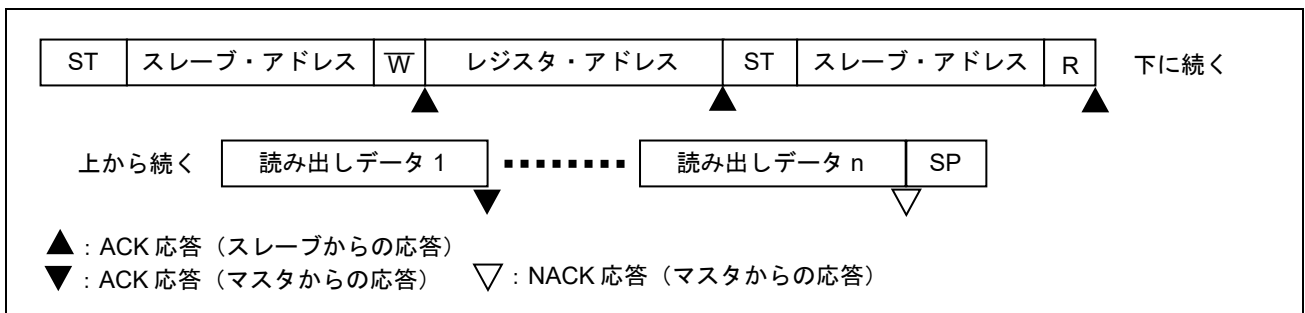 ST スレーブ・アドレス W̅ レジスタ・アドレス ST スレーブ・アドレス R 下に続く
上から続く 読み出しデータ 1 ▪▪▪▪▪▪▪▪ 読み出しデータ n SP
▲：ACK 応答（スレーブからの応答）
▼：ACK 応答（マスタからの応答） ▽：NACK 応答（マスタからの応答）